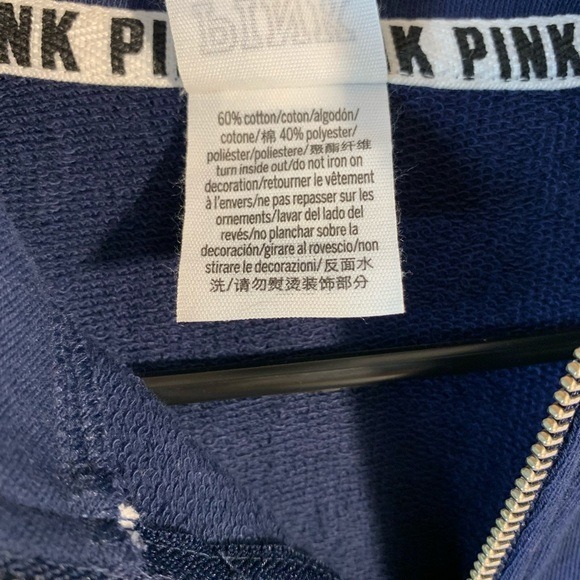 PINK
NK PI K PINK
60% cotton/coton/algodón/
cotone/棉 40% polyester/
poliéster/poliestere/聚酯纤维
turn inside out/do not iron on
decoration/retourner le vêtement
à l'envers/ne pas repasser sur les
ornements/lavar del lado del
revés/no planchar sobre la
decoración/girare al rovescio/non
stirare le decorazioni/反面水
洗/请勿熨烫装饰部分